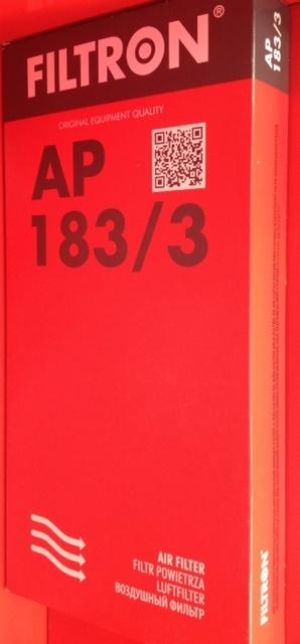 FILTRON®
ORIGINAL EQUIPMENT QUALITY
AP
183/3
AIR FILTER
FILTR POWIETRZA
LUFTFILTER
ВОЗДУШНЫЙ ФИЛЬТР
AP
183/3
FILTRON®